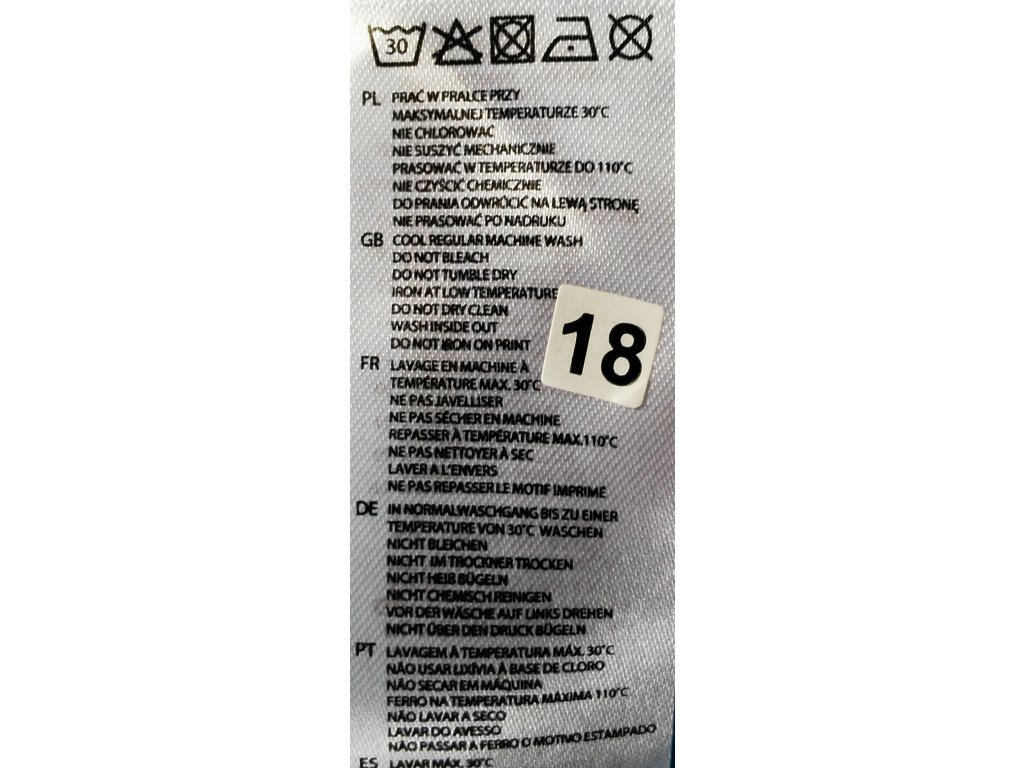 30
PL PRAĆ W PRALCE PRZY
MAKSYMALNEJ TEMPERATURZE 30°C
NIE CHLOROWAĆ
NIE SUSZYĆ MECHANICZNIE
PRASOWAĆ W TEMPERATURZE DO 110°C
NIE CZYŚCIĆ CHEMICZNIE
DO PRANIA ODWRÓCIĆ NA LEWĄ STRONĘ
NIE PRASOWAĆ PO NADRUKU
GB COOL REGULAR MACHINE WASH
DO NOT BLEACH
DO NOT TUMBLE DRY
IRON AT LOW TEMPERATURE
DO NOT DRY CLEAN
WASH INSIDE OUT
DO NOT IRON ON PRINT
18
FR LAVAGE EN MACHINE À
TEMPÉRATURE MAX. 30°C
NE PAS JAVELLISER
NE PAS SÉCHER EN MACHINE
REPASSER À TEMPÉRATURE MAX.110°C
NE PAS NETTOYER À SEC
LAVER A L'ENVERS
NE PAS REPASSER LE MOTIF IMPRIMÉ
DE IN NORMALWASCHGANG BIS ZU EINER
TEMPERATURE VON 30°C WASCHEN
NICHT BLEICHEN
NICHT IM TROCKNER TROCKEN
NICHT HEIß BÜGELN
NICHT CHEMISCH REINIGEN
VOR DER WÄSCHE AUF LINKS DREHEN
NICHT ÜBER DEN DRUCK BÜGELN
PT LAVAGEM À TEMPERATURA MÁX. 30°C
NÃO USAR LIXÍVIA À BASE DE CLORO
NÃO SECAR EM MÁQUINA
FERRO NA TEMPERATURA MÁXIMA 110°C
NÃO LAVAR A SECO
LAVAR DO AVESSO
NÃO PASSAR A FERRO O MOTIVO ESTAMPADO
ES LAVAR MÁX. 30°C